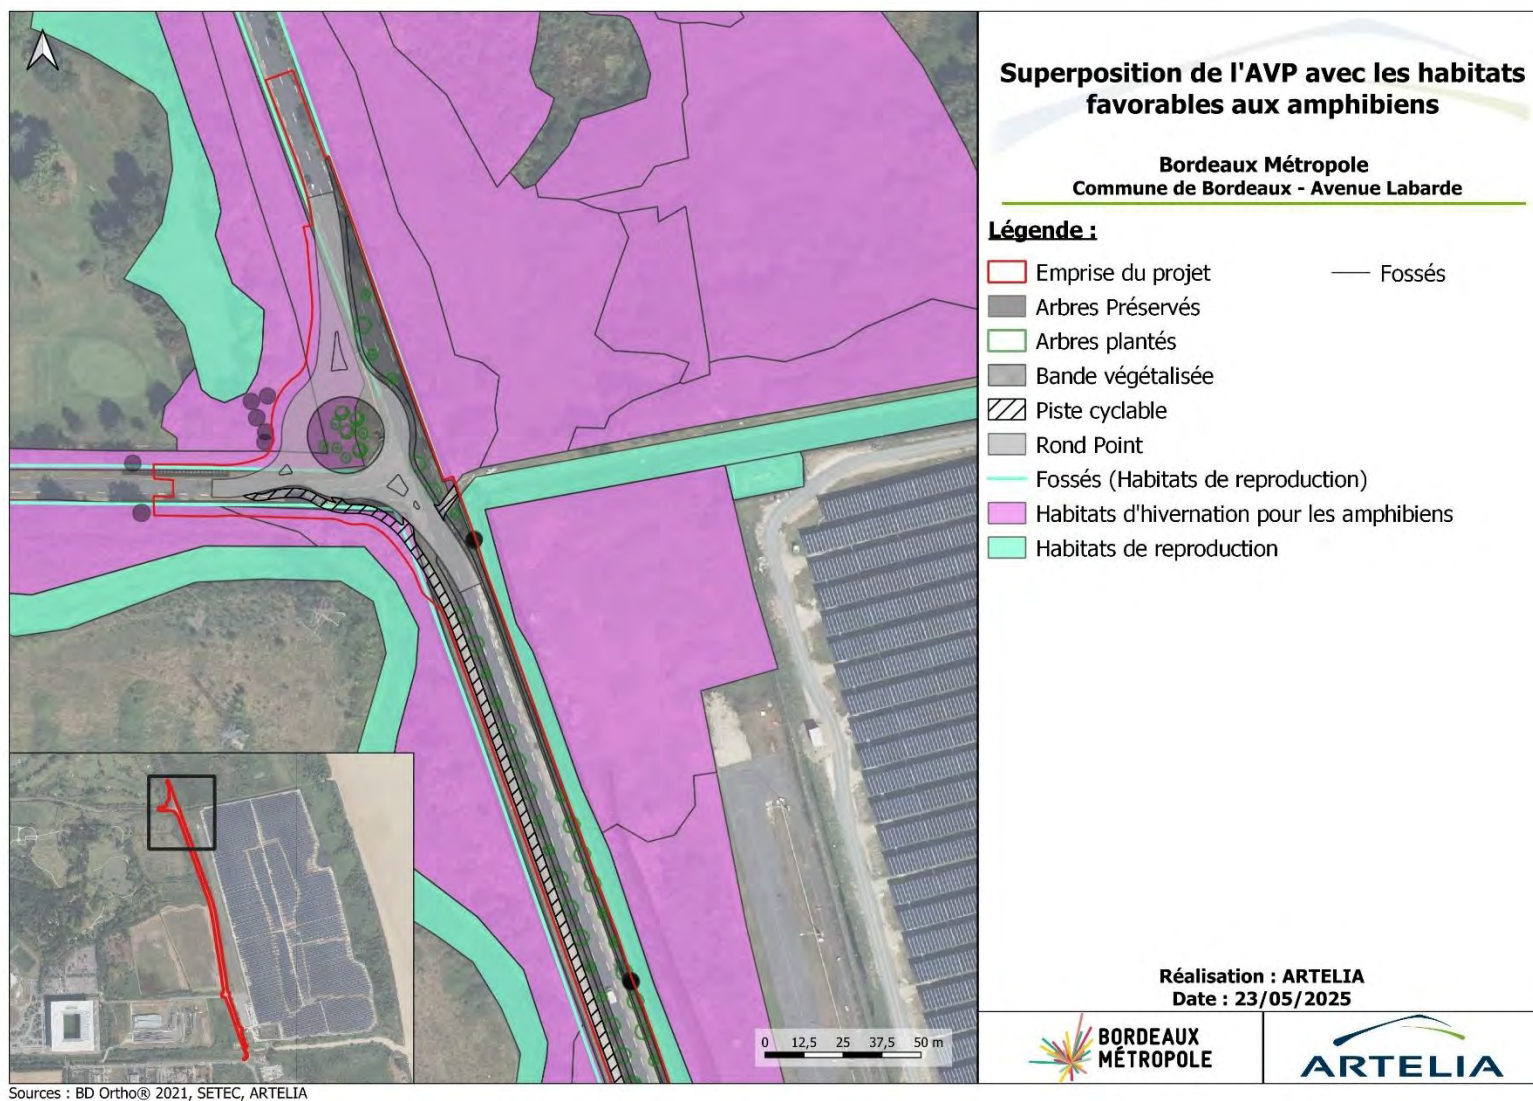 Superposition de l'AVP avec les habitats
favorables aux amphibiens
Bordeaux Métropole
Commune de Bordeaux - Avenue Labarde
Légende :
Emprise du projet
Fossés
Arbres Préservés
Arbres plantés
Bande végétalisée
Piste cyclable
Rond Point
Fossés (Habitats de reproduction)
Habitats d'hivernation pour les amphibiens
Habitats de reproduction
Réalisation : ARTELIA
Date : 23/05/2025
0 12,5 25 37,5 50 m
BORDEAUX
MÉTROPOLE
ARTELIA
Sources : BD Ortho® 2021, SETEC, ARTELIA